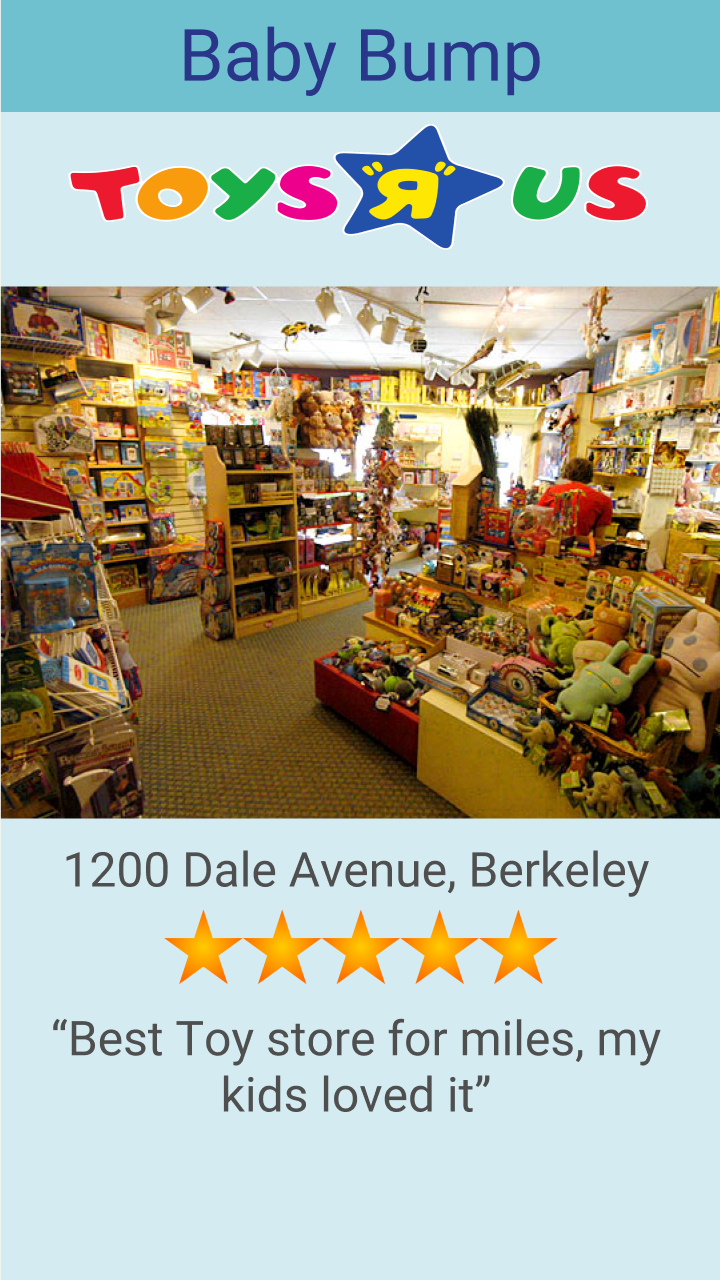 Baby Bump
TOYS "R" US
1200 Dale Avenue, Berkeley
“Best Toy store for miles, my
kids loved it”